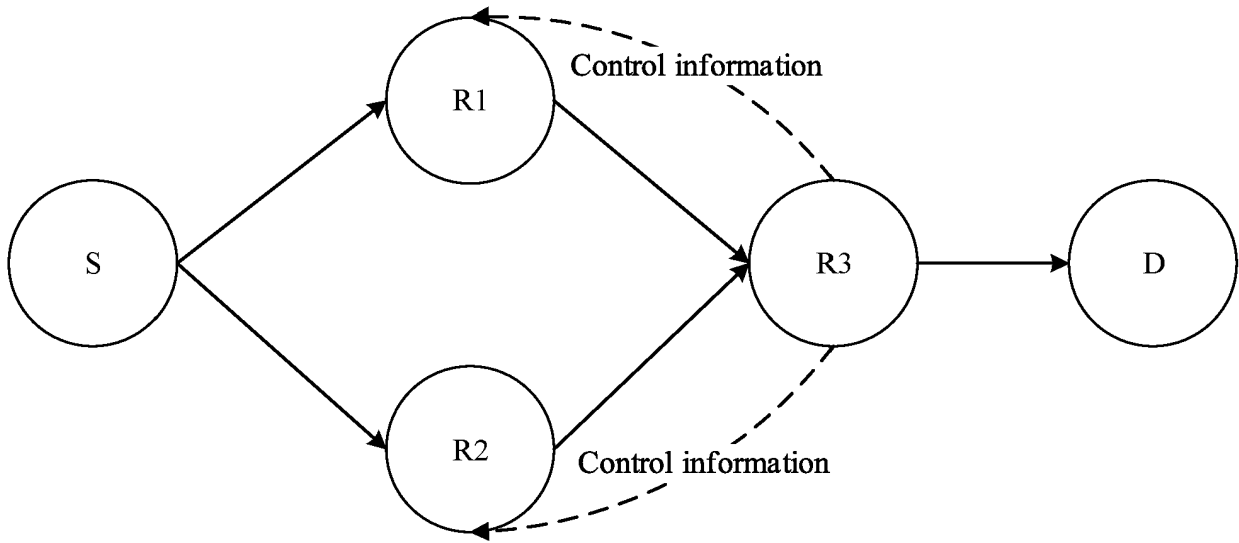 Control information
R1
S
R3
D
R2
Control information